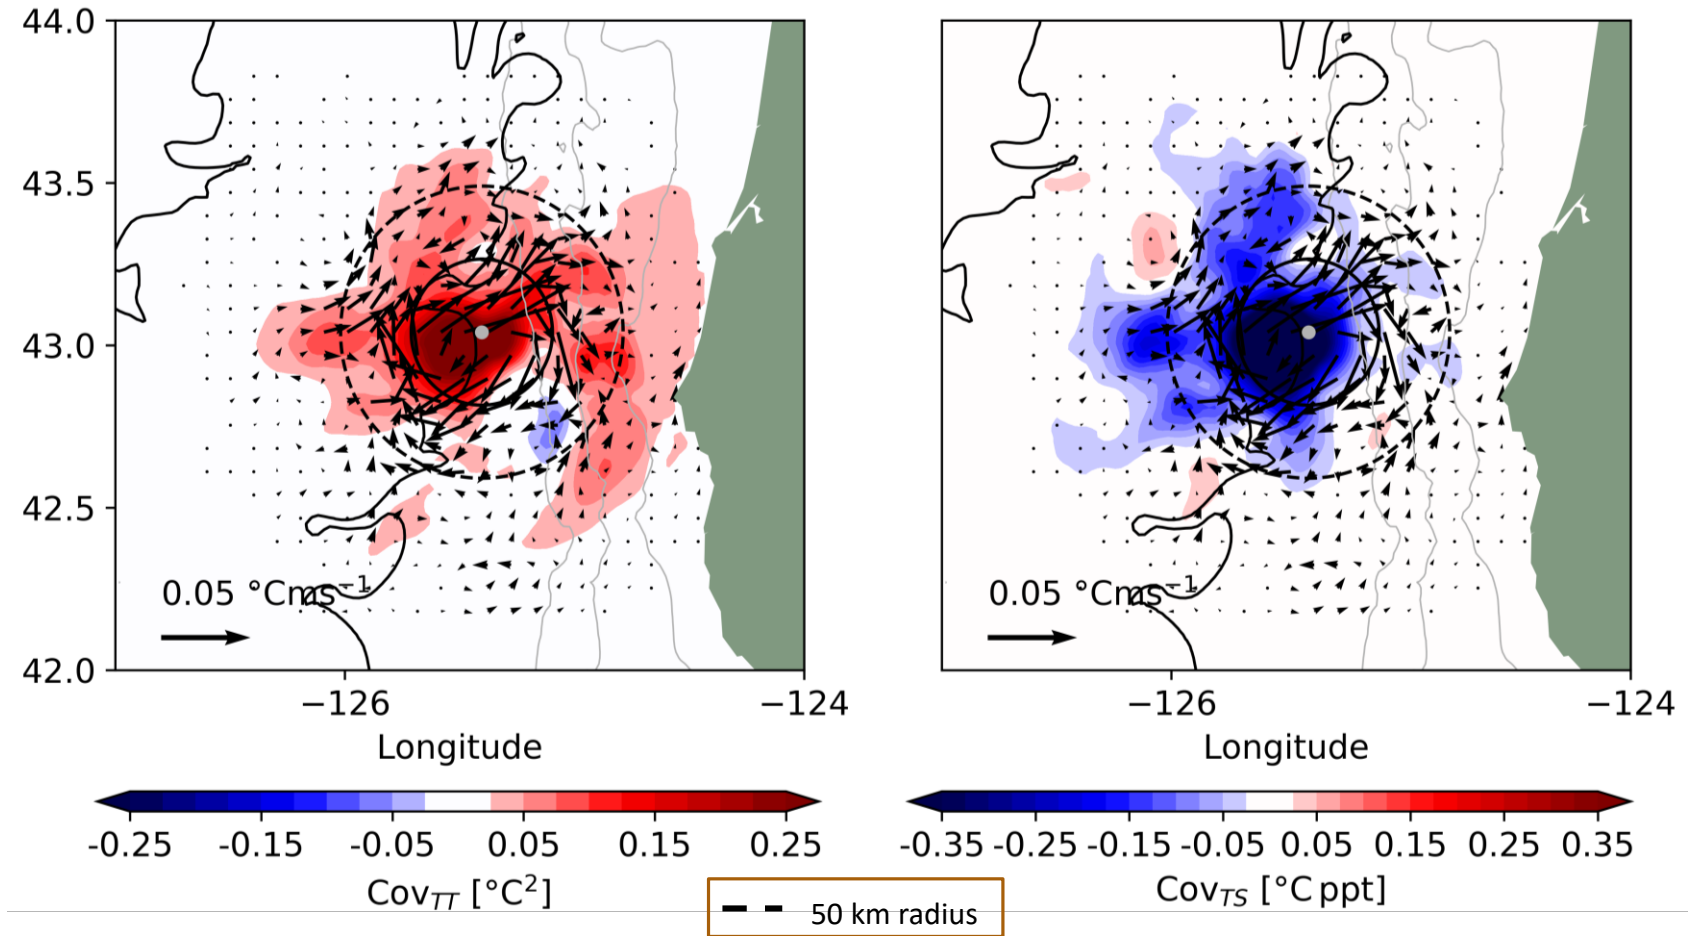 44.0
43.5
43.0
42.5
42.0
0.05 °Cms⁻¹
0.05 °Cms⁻¹
−126
−124
−126
−124
Longitude
Longitude
-0.25 -0.15 -0.05 0.05 0.15 0.25
-0.35 -0.25 -0.15 -0.05 0.05 0.15 0.25 0.35
Cov_TT [°C²]
Cov_TS [°C ppt]
50 km radius